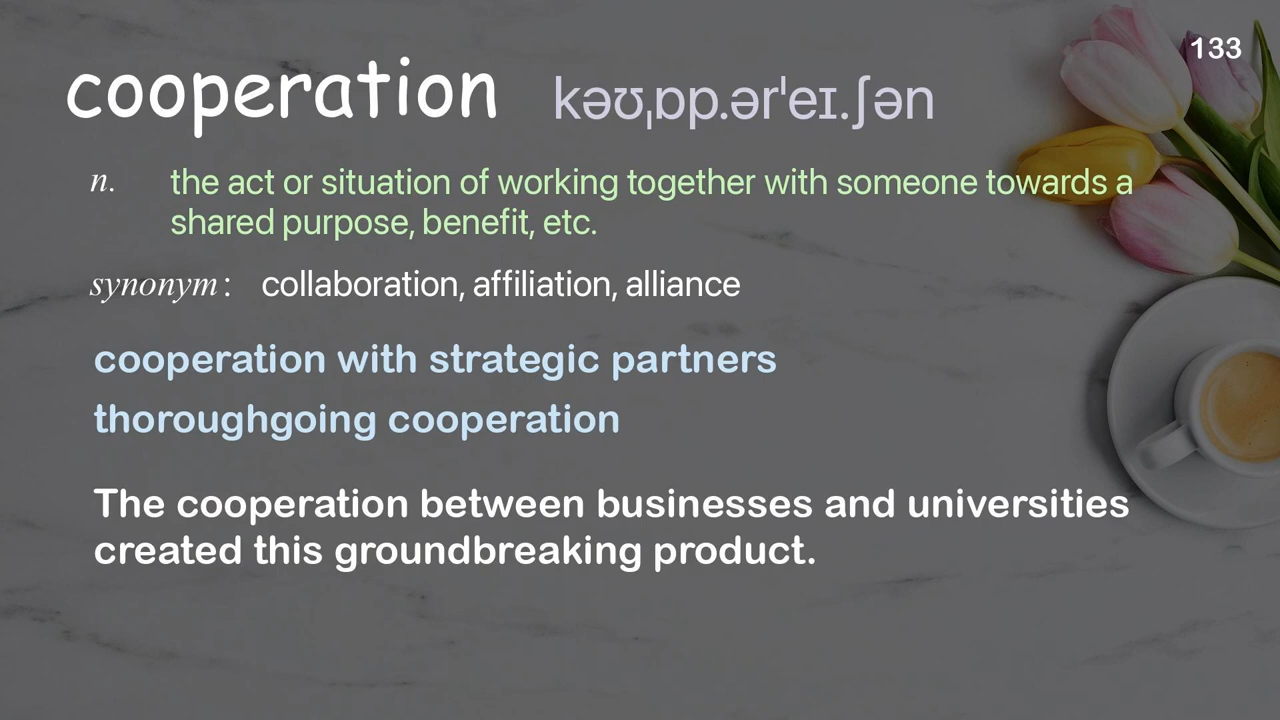 133
cooperation kəʊˌɒp.ərˈeɪ.ʃən
n. the act or situation of working together with someone towards a
shared purpose, benefit, etc.
synonym : collaboration, affiliation, alliance
cooperation with strategic partners
thoroughgoing cooperation
The cooperation between businesses and universities
created this groundbreaking product.